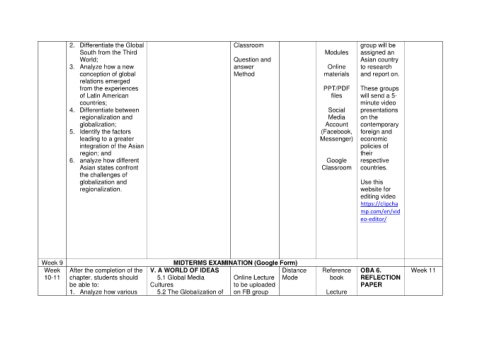 2. Differentiate the Global
South from the Third
World;
3. Analyze how a new
conception of global
relations emerged
from the experiences
of Latin American
countries;
4. Differentiate between
regionalization and
globalization;
5. Identify the factors
leading to a greater
integration of the Asian
region; and
6. analyze how different
Asian states confront
the challenges of
globalization and
regionalization.
Classroom
Question and
answer
Method
Modules
Online
materials
PPT/PDF
files
Social
Media
Account
(Facebook,
Messenger)
Google
Classroom
group will be
assigned an
Asian country
to research
and report on.
These groups
will send a 5-
minute video
presentations
on the
contemporary
foreign and
economic
policies of
their
respective
countries.
Use this
website for
editing video
https://clipcha
mp.com/en/vid
eo-editor/
Week 9
MIDTERMS EXAMINATION (Google Form)
Week
10-11
After the completion of the
chapter, students should
be able to:
1. Analyze how various
V. A WORLD OF IDEAS
5.1 Global Media
Cultures
5.2 The Globalization of
Online Lecture
to be uploaded
on FB group
Distance
Mode
Reference
book
Lecture
OBA 6.
REFLECTION
PAPER
Week 11